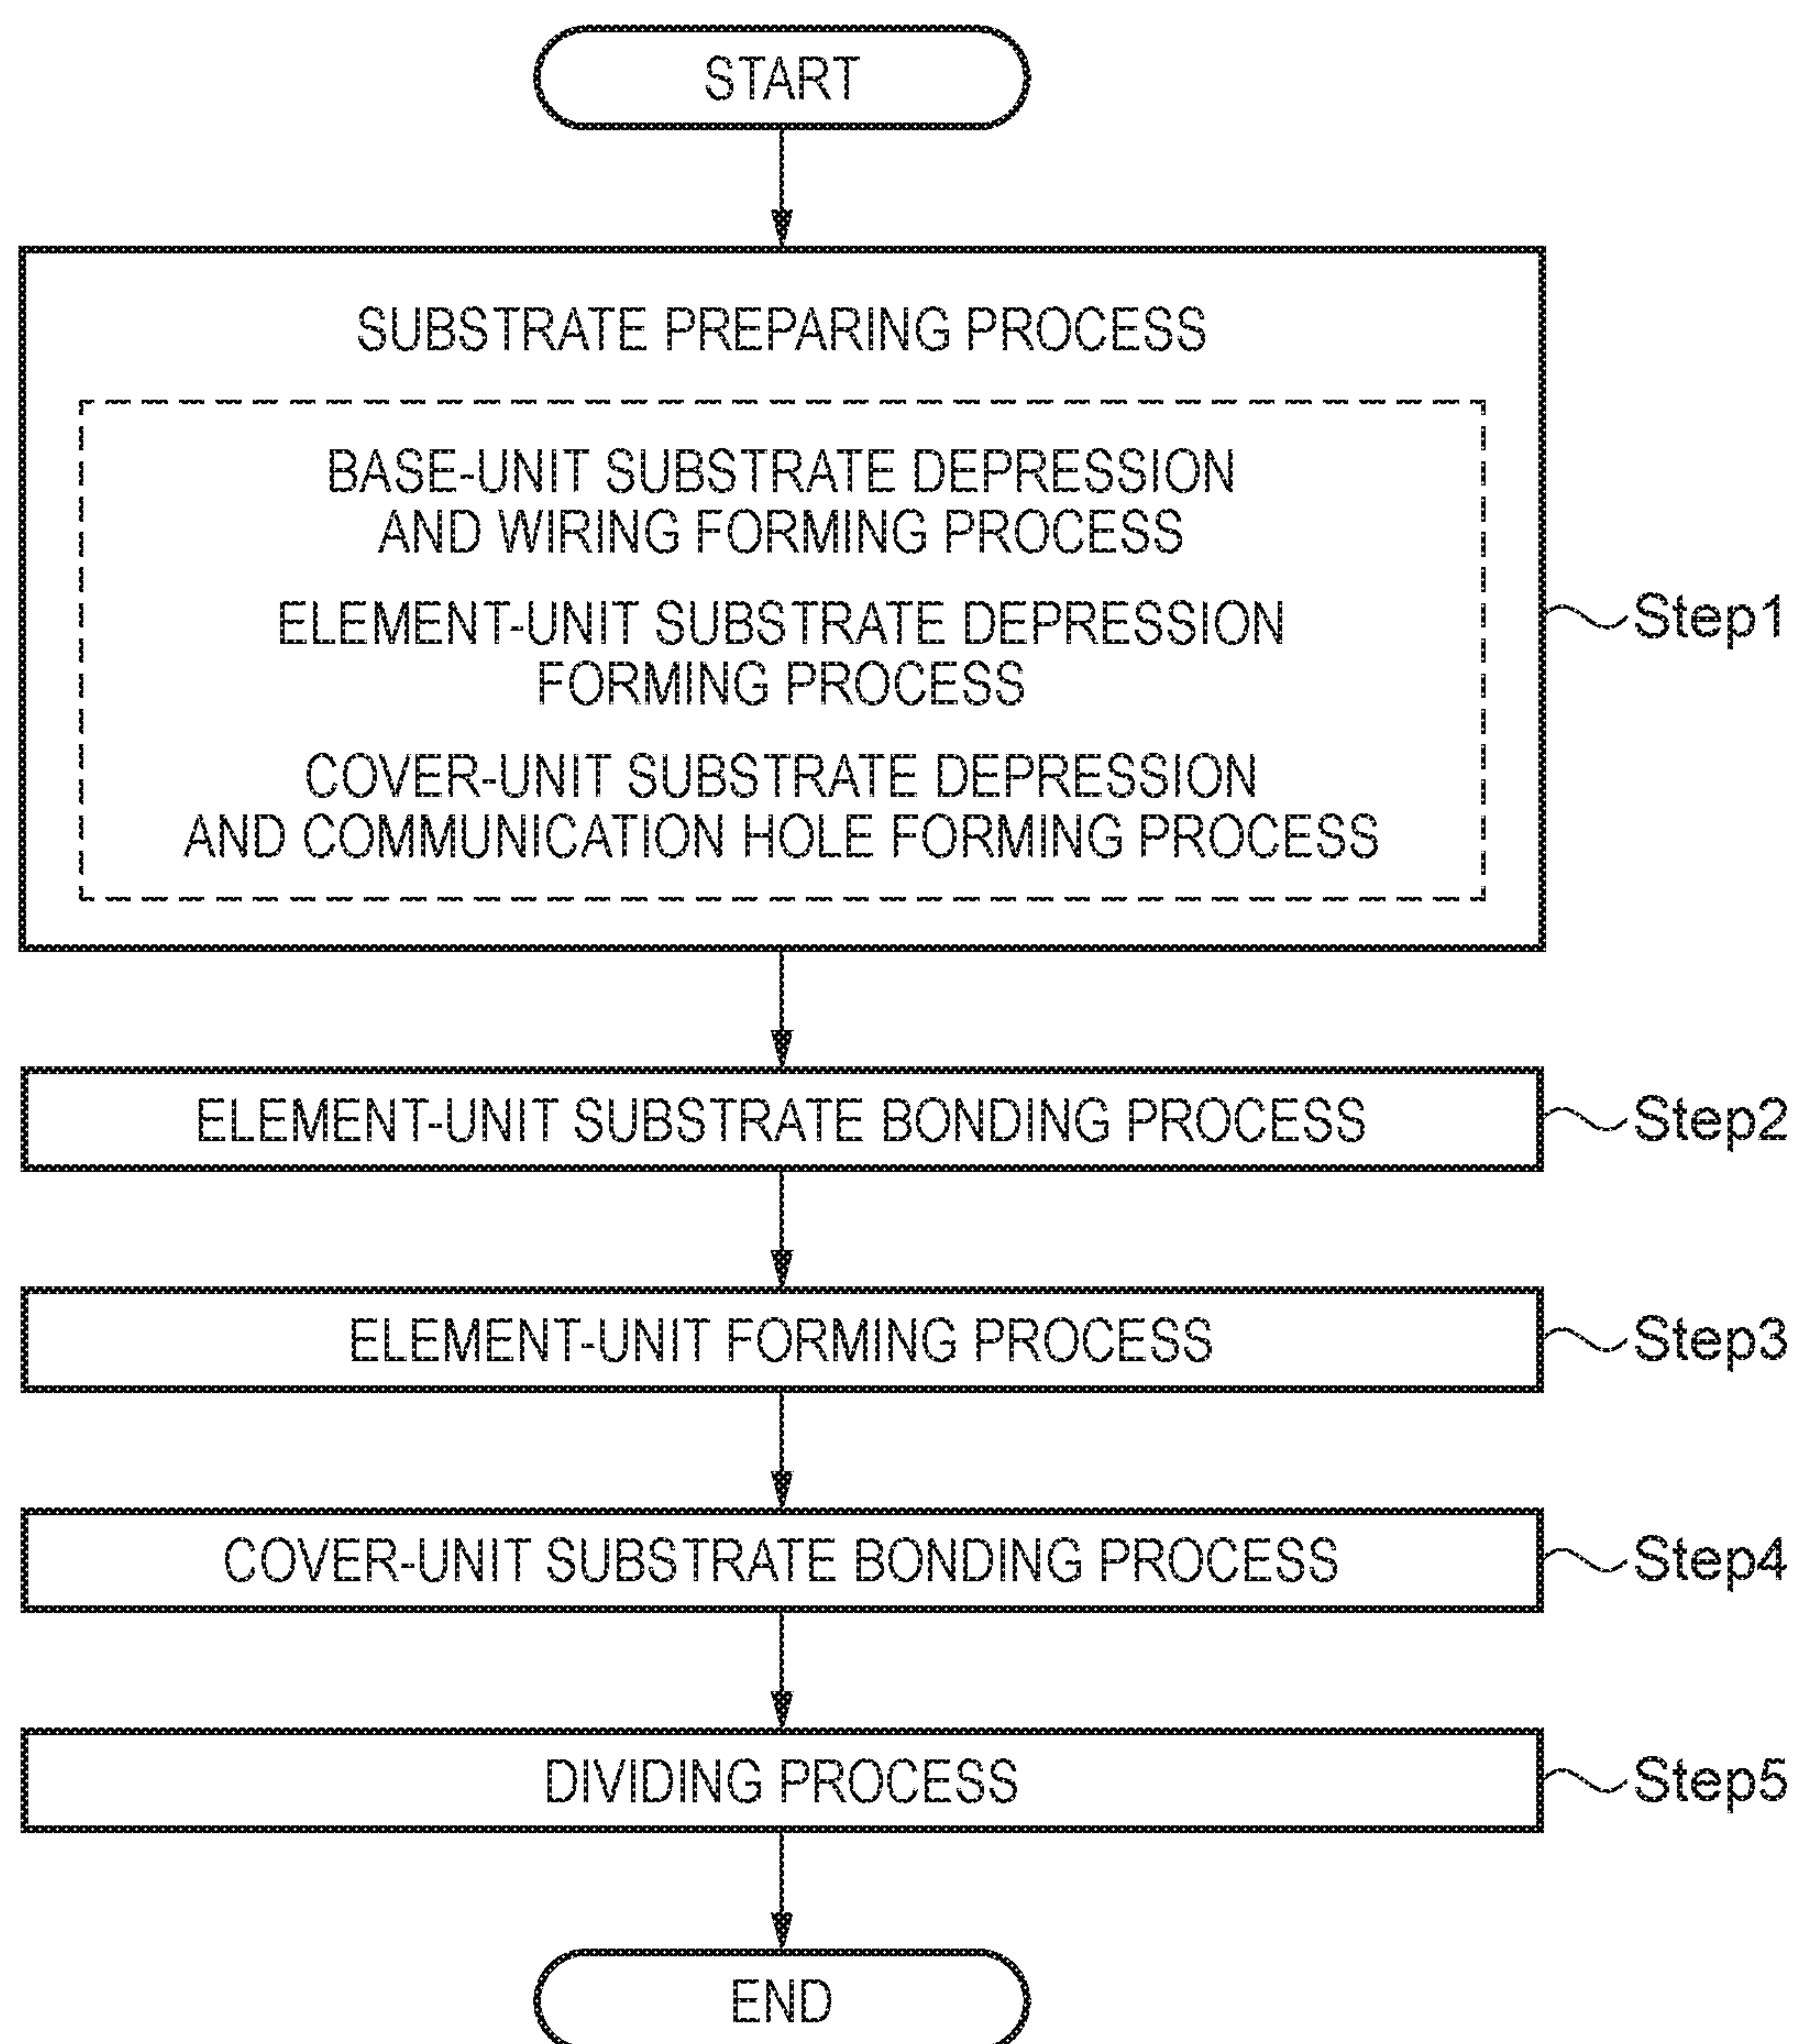 START
SUBSTRATE PREPARING PROCESS
BASE-UNIT SUBSTRATE DEPRESSION
AND WIRING FORMING PROCESS
ELEMENT-UNIT SUBSTRATE DEPRESSION
FORMING PROCESS
COVER-UNIT SUBSTRATE DEPRESSION
AND COMMUNICATION HOLE FORMING PROCESS
Step1
ELEMENT-UNIT SUBSTRATE BONDING PROCESS
Step2
ELEMENT-UNIT FORMING PROCESS
Step3
COVER-UNIT SUBSTRATE BONDING PROCESS
Step4
DIVIDING PROCESS
Step5
END